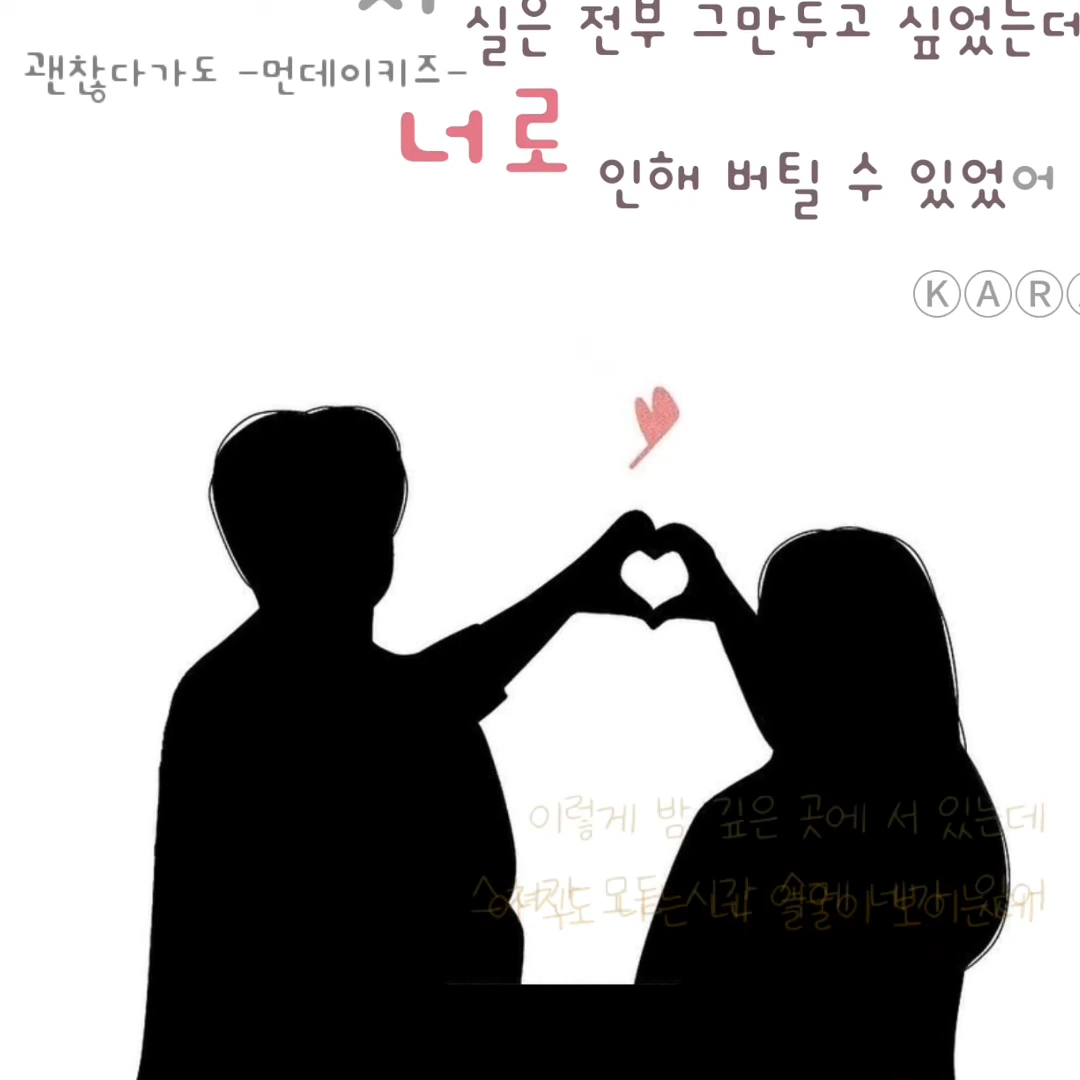 실은 전부 그만두고 싶었는데
괜찮다가도 -먼데이키즈-
너로
인해 버틸 수 있었어
ⓀⒶⓇ
이렇게 밤 깊은 곳에 서 있는데